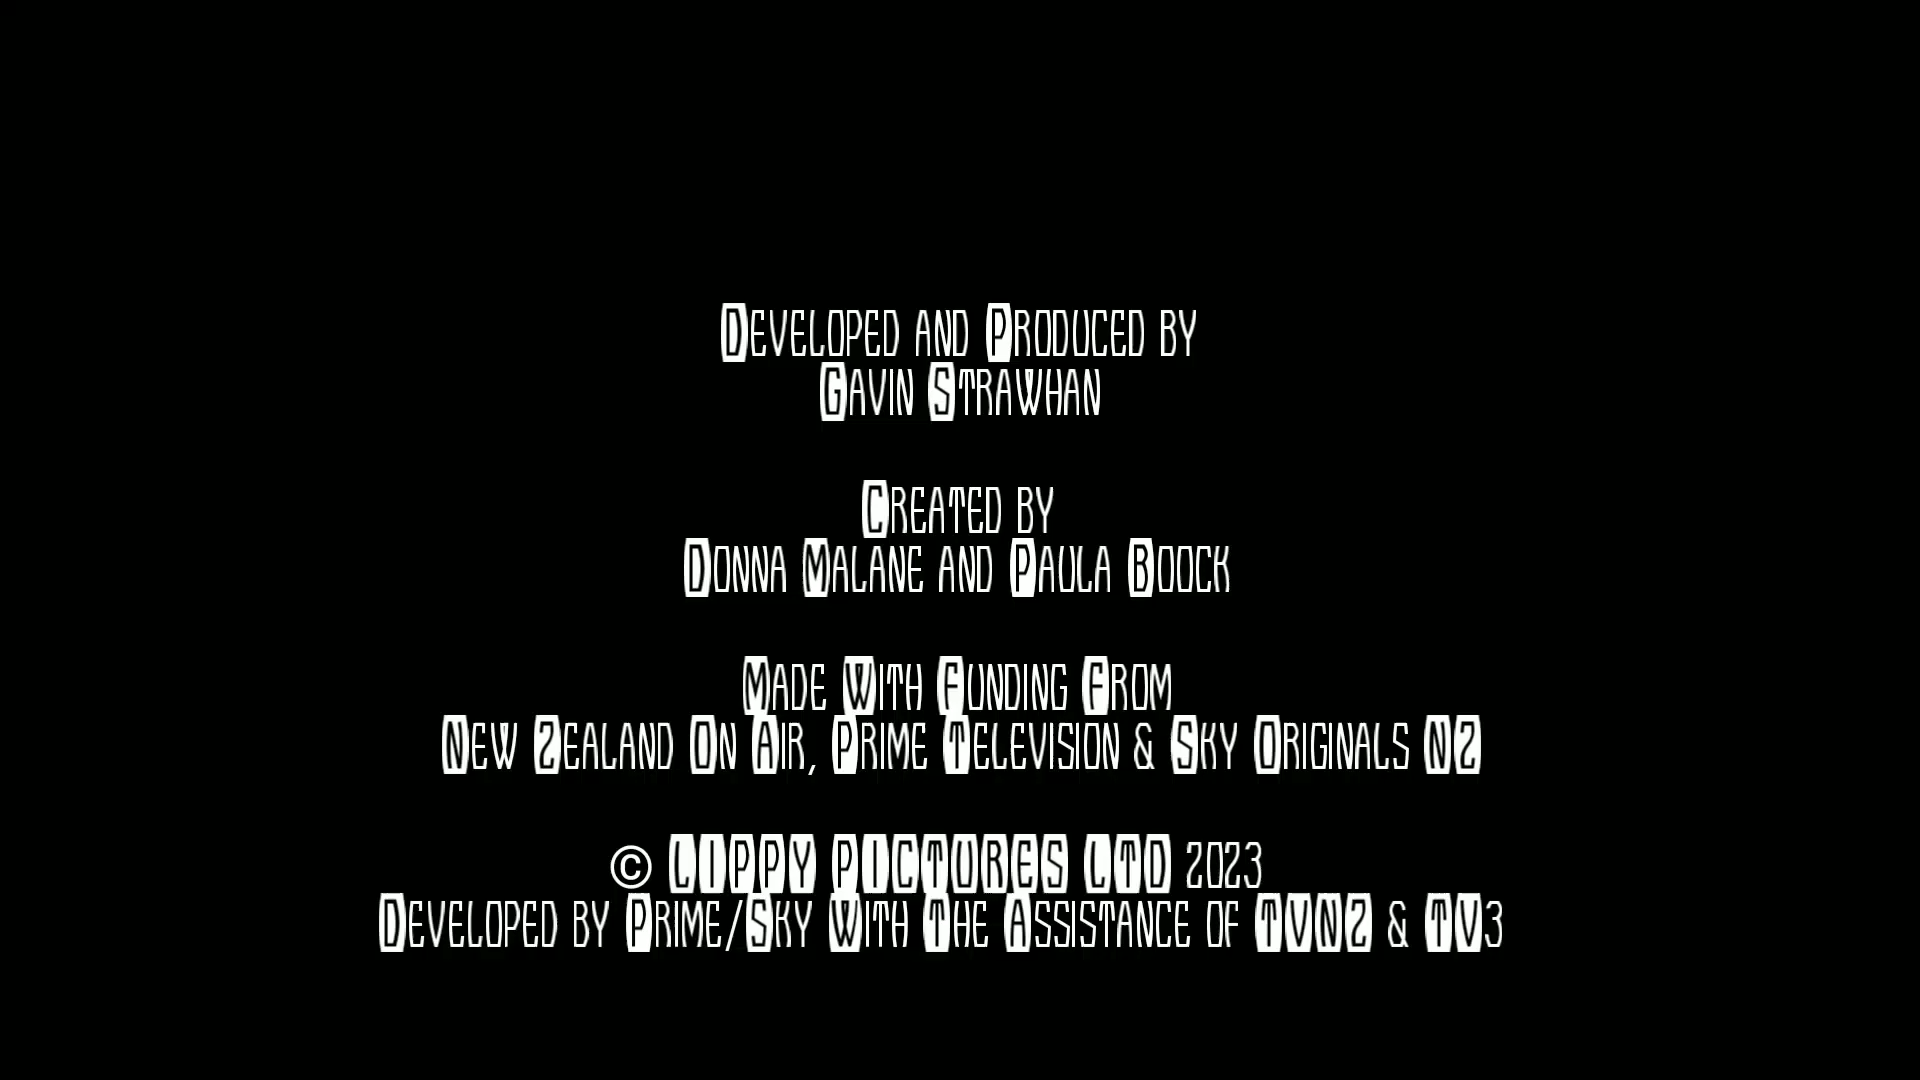 Developed and Produced by
Gavin Strawhan
Created by
Donna Malane and Paula Boock
Made With Funding From
New Zealand On Air, Prime Television & Sky Originals NZ
© LIPPY PICTURES LTD 2023
Developed by Prime/Sky With The Assistance of TVNZ & TV3